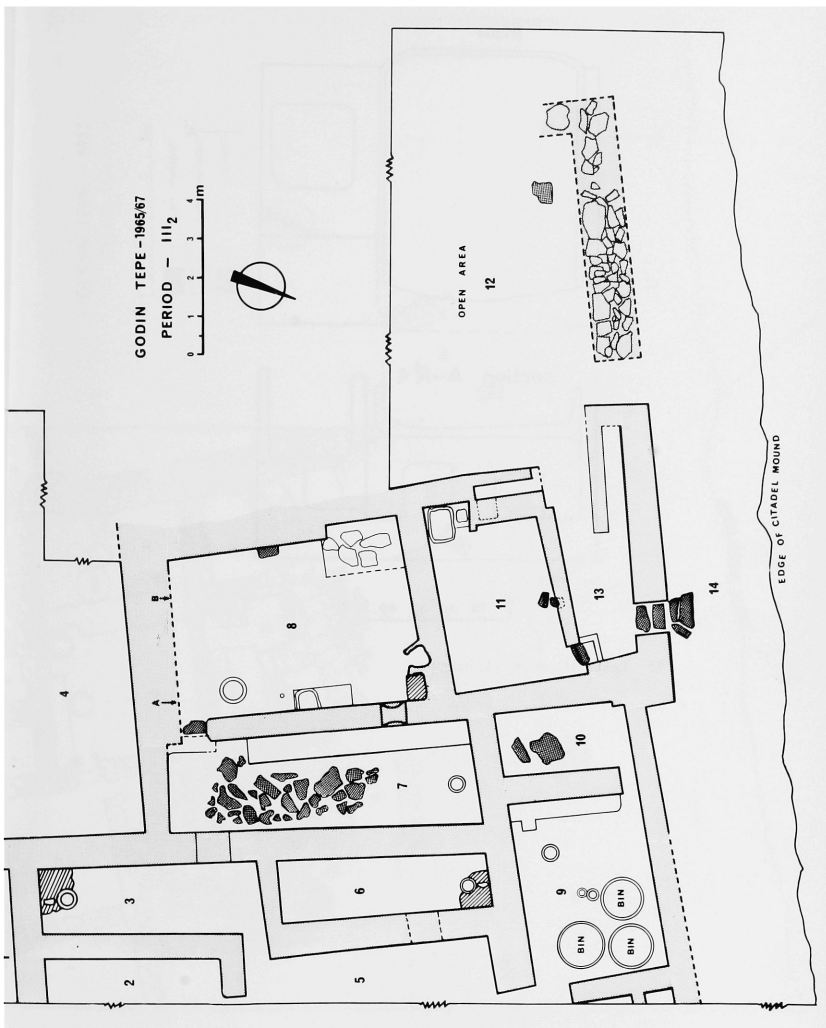 GODIN TEPE – 1965/67
PERIOD – III₂
0 1 2 3 4 m
4
2
3
A
B
8
5
6
7
OPEN AREA
12
11
9
10
BIN
BIN
BIN
13
14
EDGE OF CITADEL MOUND